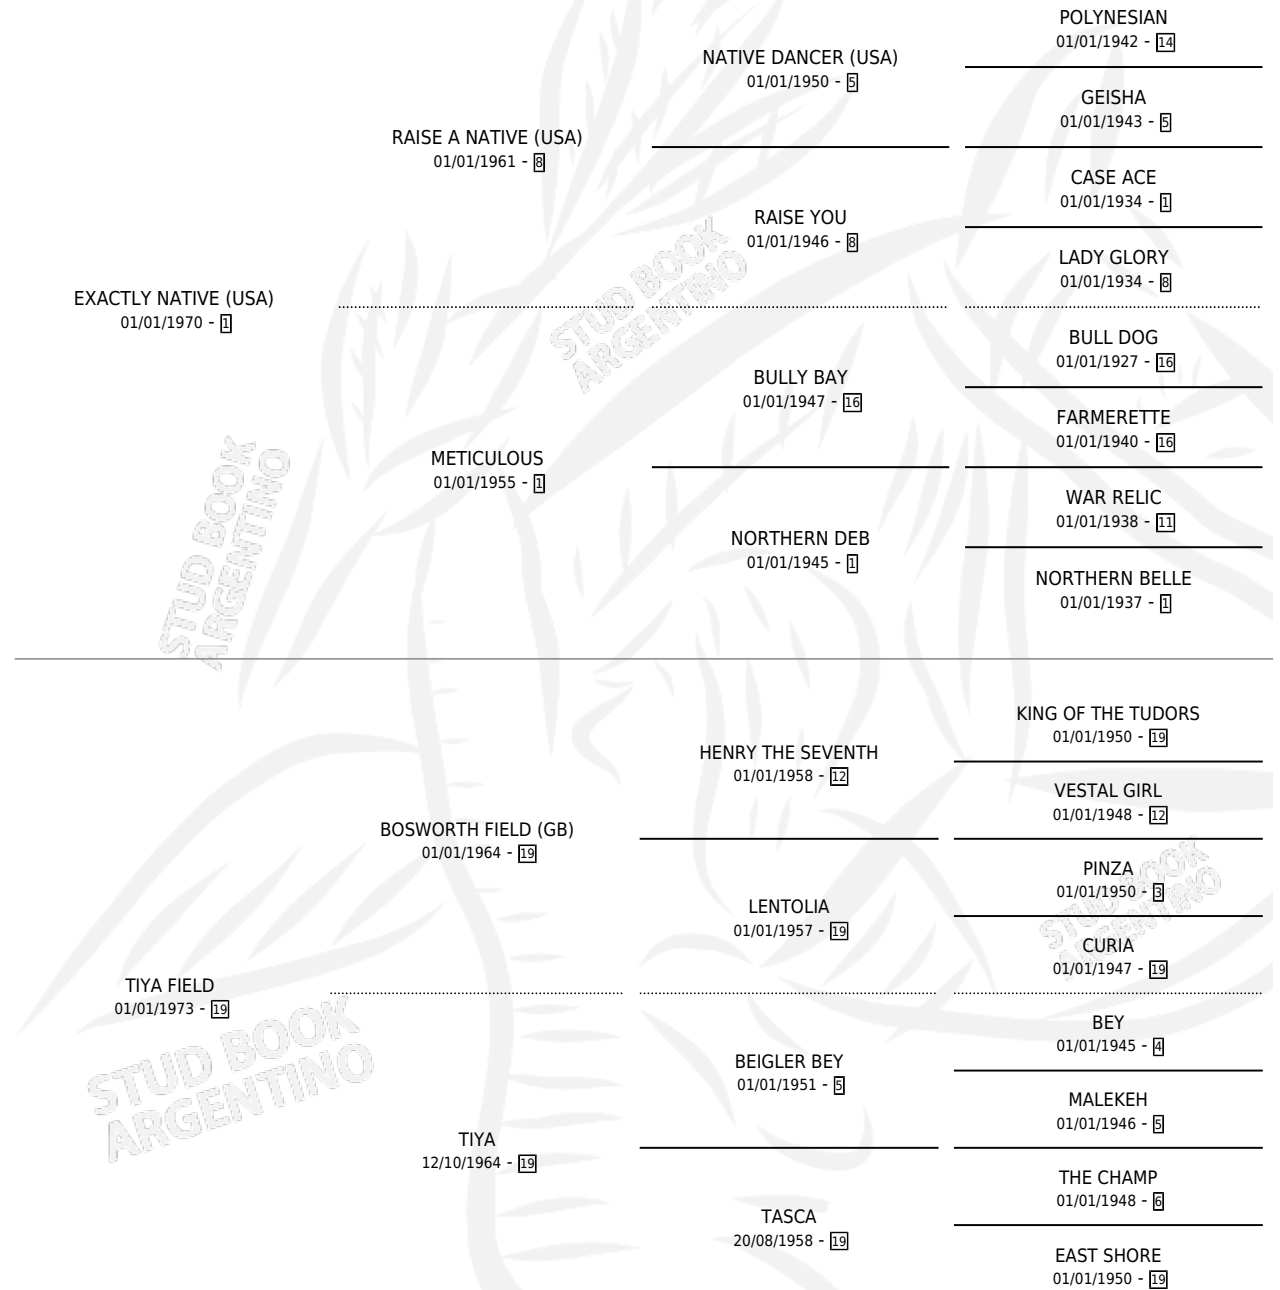 POLYNESIAN
01/01/1942 - 14
NATIVE DANCER (USA)
01/01/1950 - 5
GEISHA
01/01/1943 - 5
RAISE A NATIVE (USA)
01/01/1961 - 8
CASE ACE
01/01/1934 - 1
RAISE YOU
01/01/1946 - 8
LADY GLORY
01/01/1934 - 8
EXACTLY NATIVE (USA)
01/01/1970 - 1
BULL DOG
01/01/1927 - 16
BULLY BAY
01/01/1947 - 16
FARMERETTE
01/01/1940 - 16
METICULOUS
01/01/1955 - 1
WAR RELIC
01/01/1938 - 11
NORTHERN DEB
01/01/1945 - 1
NORTHERN BELLE
01/01/1937 - 1
STUD BOOK
ARGENTINO
STUD BOOK
ARGENTINO
KING OF THE TUDORS
01/01/1950 - 19
HENRY THE SEVENTH
01/01/1958 - 12
VESTAL GIRL
01/01/1948 - 12
BOSWORTH FIELD (GB)
01/01/1964 - 19
PINZA
01/01/1950 - 3
LENTOLIA
01/01/1957 - 19
CURIA
01/01/1947 - 19
TIYA FIELD
01/01/1973 - 19
BEY
01/01/1945 - 4
BEIGLER BEY
01/01/1951 - 5
MALEKEH
01/01/1946 - 5
TIYA
12/10/1964 - 19
THE CHAMP
01/01/1948 - 6
TASCA
20/08/1958 - 19
EAST SHORE
01/01/1950 - 19
STUD BOOK
ARGENTINO
STUD BOOK
ARGENTINO